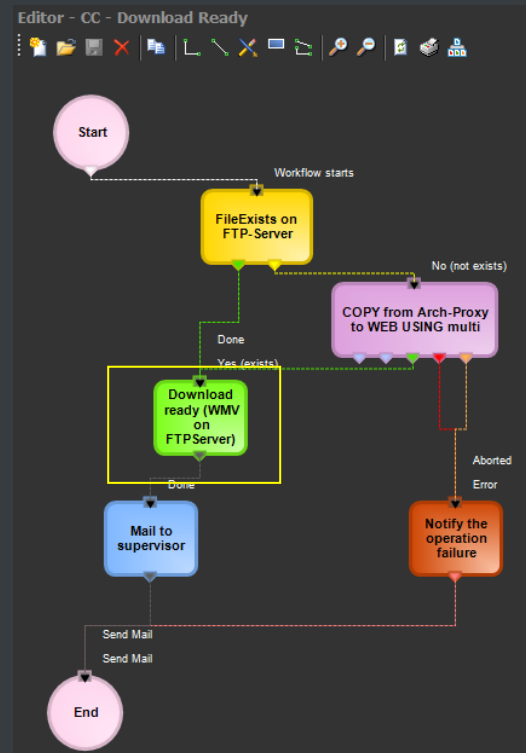 Editor - CC - Download Ready
Start
Workflow starts
FileExists on
FTP-Server
No (not exists)
COPY from Arch-Proxy
to WEB USING multi
Done
Yes (exists)
Download
ready (WMV
on
FTPServer)
Aborted
Done
Error
Mail to
supervisor
Notify the
operation
failure
Send Mail
Send Mail
End